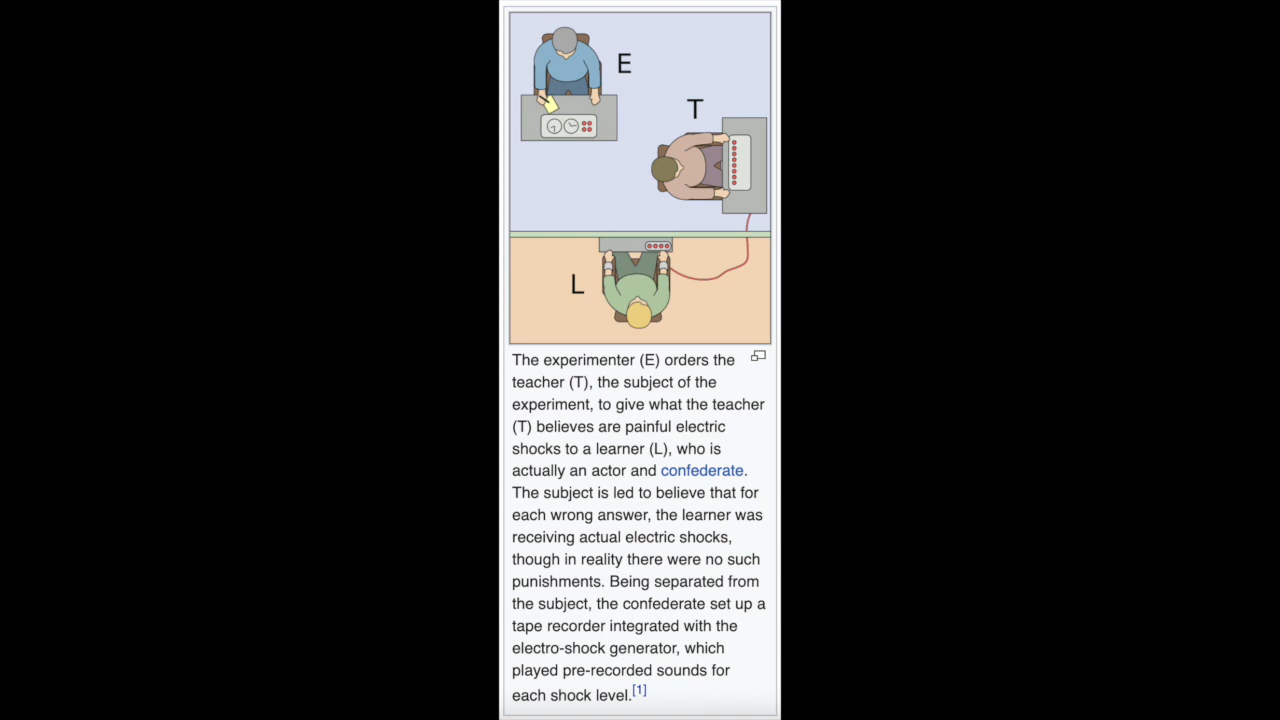 E
T
L
The experimenter (E) orders the
teacher (T), the subject of the
experiment, to give what the teacher
(T) believes are painful electric
shocks to a learner (L), who is
actually an actor and confederate.
The subject is led to believe that for
each wrong answer, the learner was
receiving actual electric shocks,
though in reality there were no such
punishments. Being separated from
the subject, the confederate set up a
tape recorder integrated with the
electro-shock generator, which
played pre-recorded sounds for
each shock level.[1]